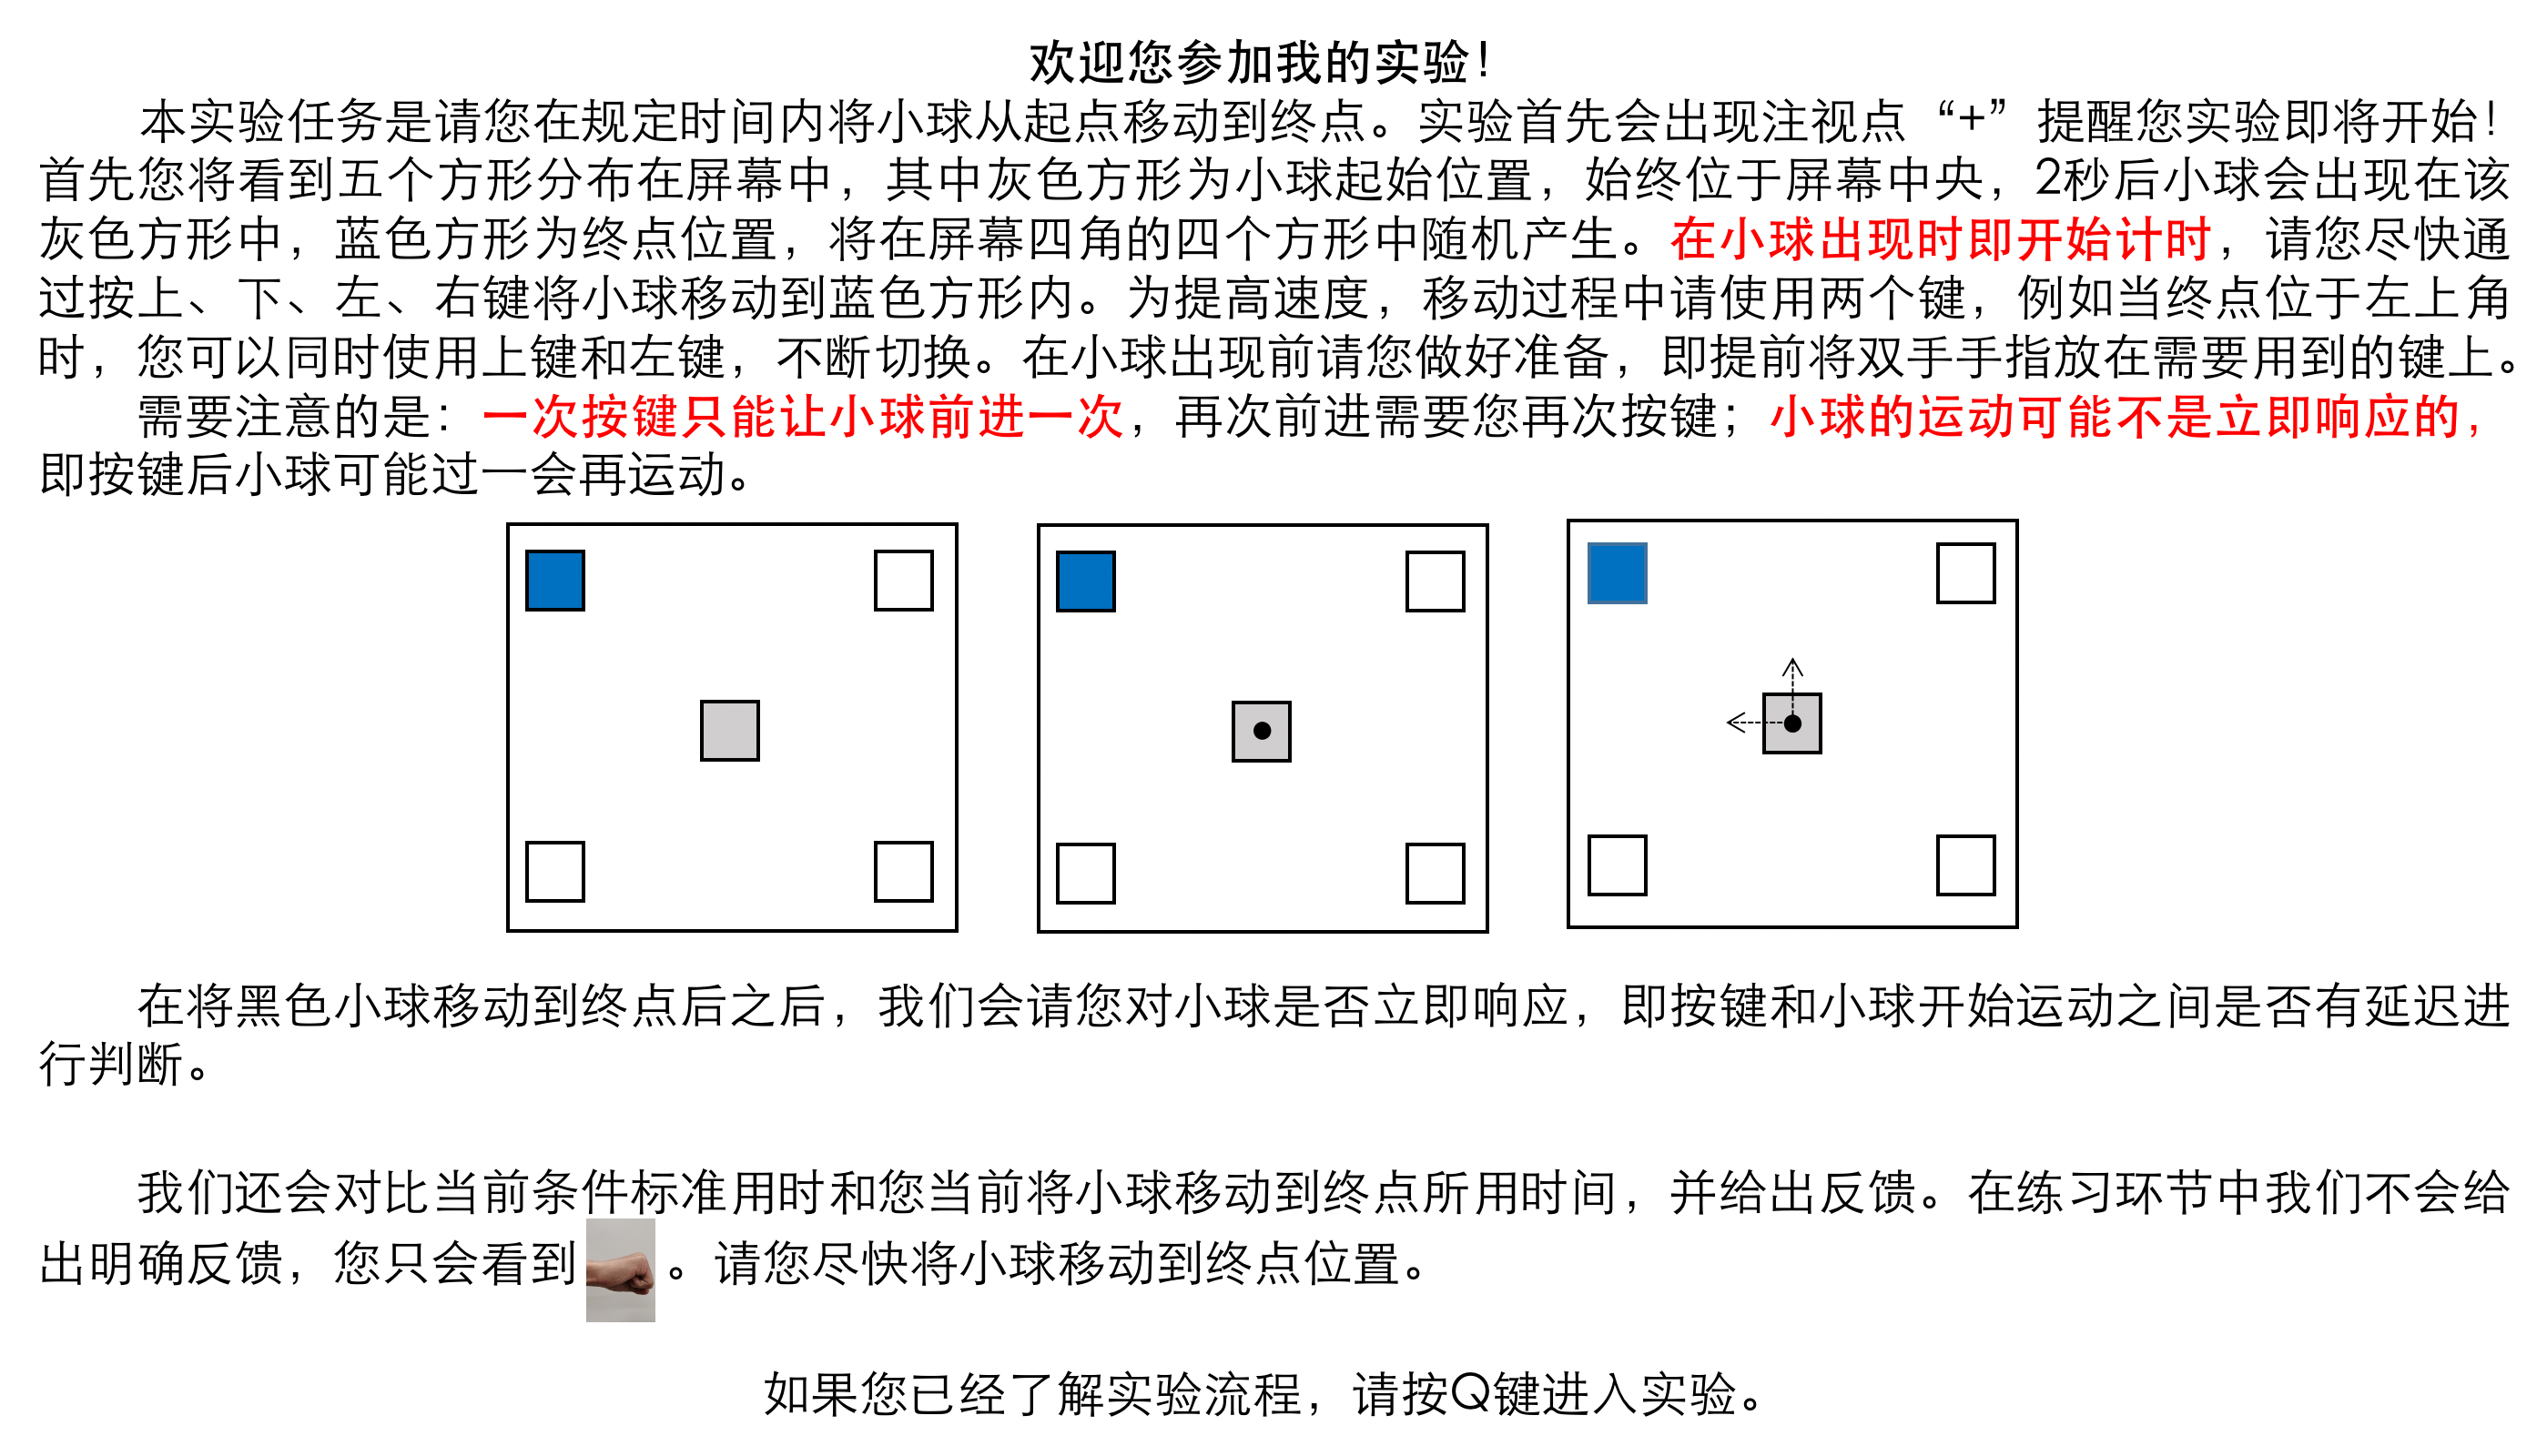 欢迎您参加我的实验！
本实验任务是请您在规定时间内将小球从起点移动到终点。实验首先会出现注视点“+”提醒您实验即将开始！
首先您将看到五个方形分布在屏幕中，其中灰色方形为小球起始位置，始终位于屏幕中央，2秒后小球会出现在该
灰色方形中，蓝色方形为终点位置，将在屏幕四角的四个方形中随机产生。在小球出现时即开始计时，请您尽快通
过按上、下、左、右键将小球移动到蓝色方形内。为提高速度，移动过程中请使用两个键，例如当终点位于左上角
时，您可以同时使用上键和左键，不断切换。在小球出现前请您做好准备，即提前将双手手指放在需要用到的键上。
需要注意的是：一次按键只能让小球前进一次，再次前进需要您再次按键；小球的运动可能不是立即响应的，
即按键后小球可能过一会再运动。
在将黑色小球移动到终点后之后，我们会请您对小球是否立即响应，即按键和小球开始运动之间是否有延迟进
行判断。
我们还会对比当前条件标准用时和您当前将小球移动到终点所用时间，并给出反馈。在练习环节中我们不会给
出明确反馈，您只会看到。请您尽快将小球移动到终点位置。
如果您已经了解实验流程，请按Q键进入实验。